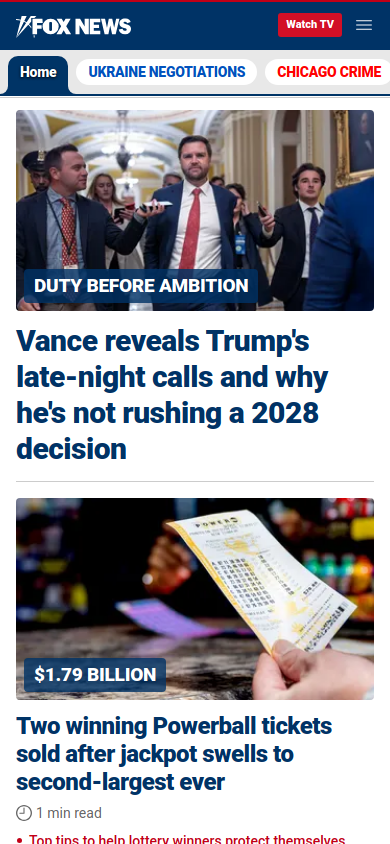 FOX NEWS
Watch TV
Home
UKRAINE NEGOTIATIONS
CHICAGO CRIME
DUTY BEFORE AMBITION
Vance reveals Trump's
late-night calls and why
he's not rushing a 2028
decision
POWER
$1.79 BILLION
Two winning Powerball tickets
sold after jackpot swells to
second-largest ever
1 min read
• Top tips to help lottery winners protect themselves